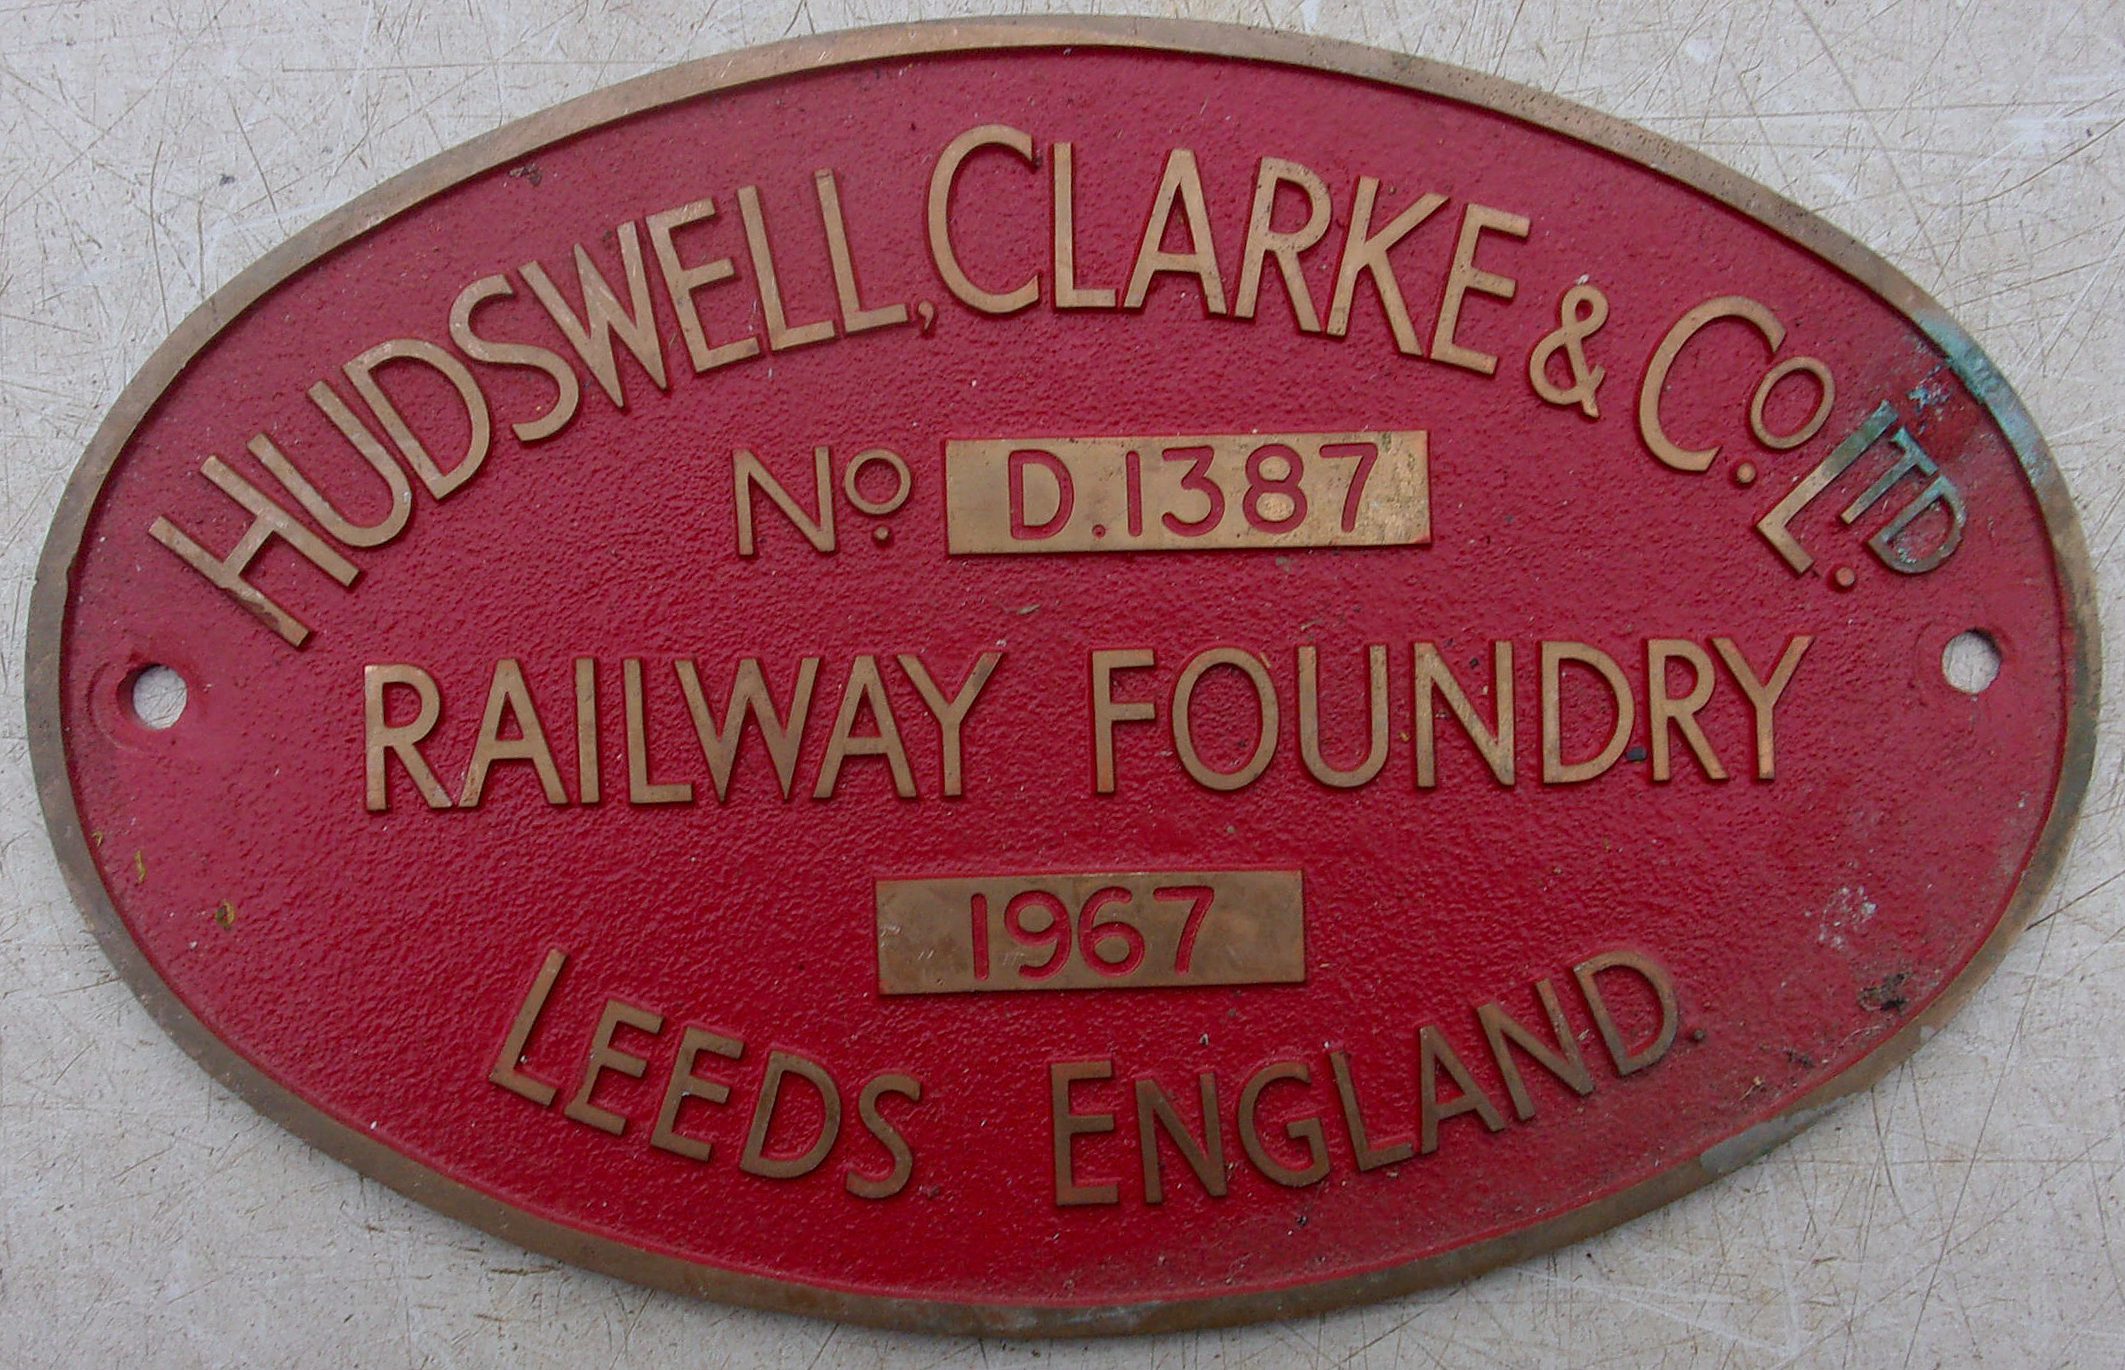 HUDSWELL, CLARKE & Co. LTD.
No. D.1387
RAILWAY FOUNDRY
1967
LEEDS ENGLAND.